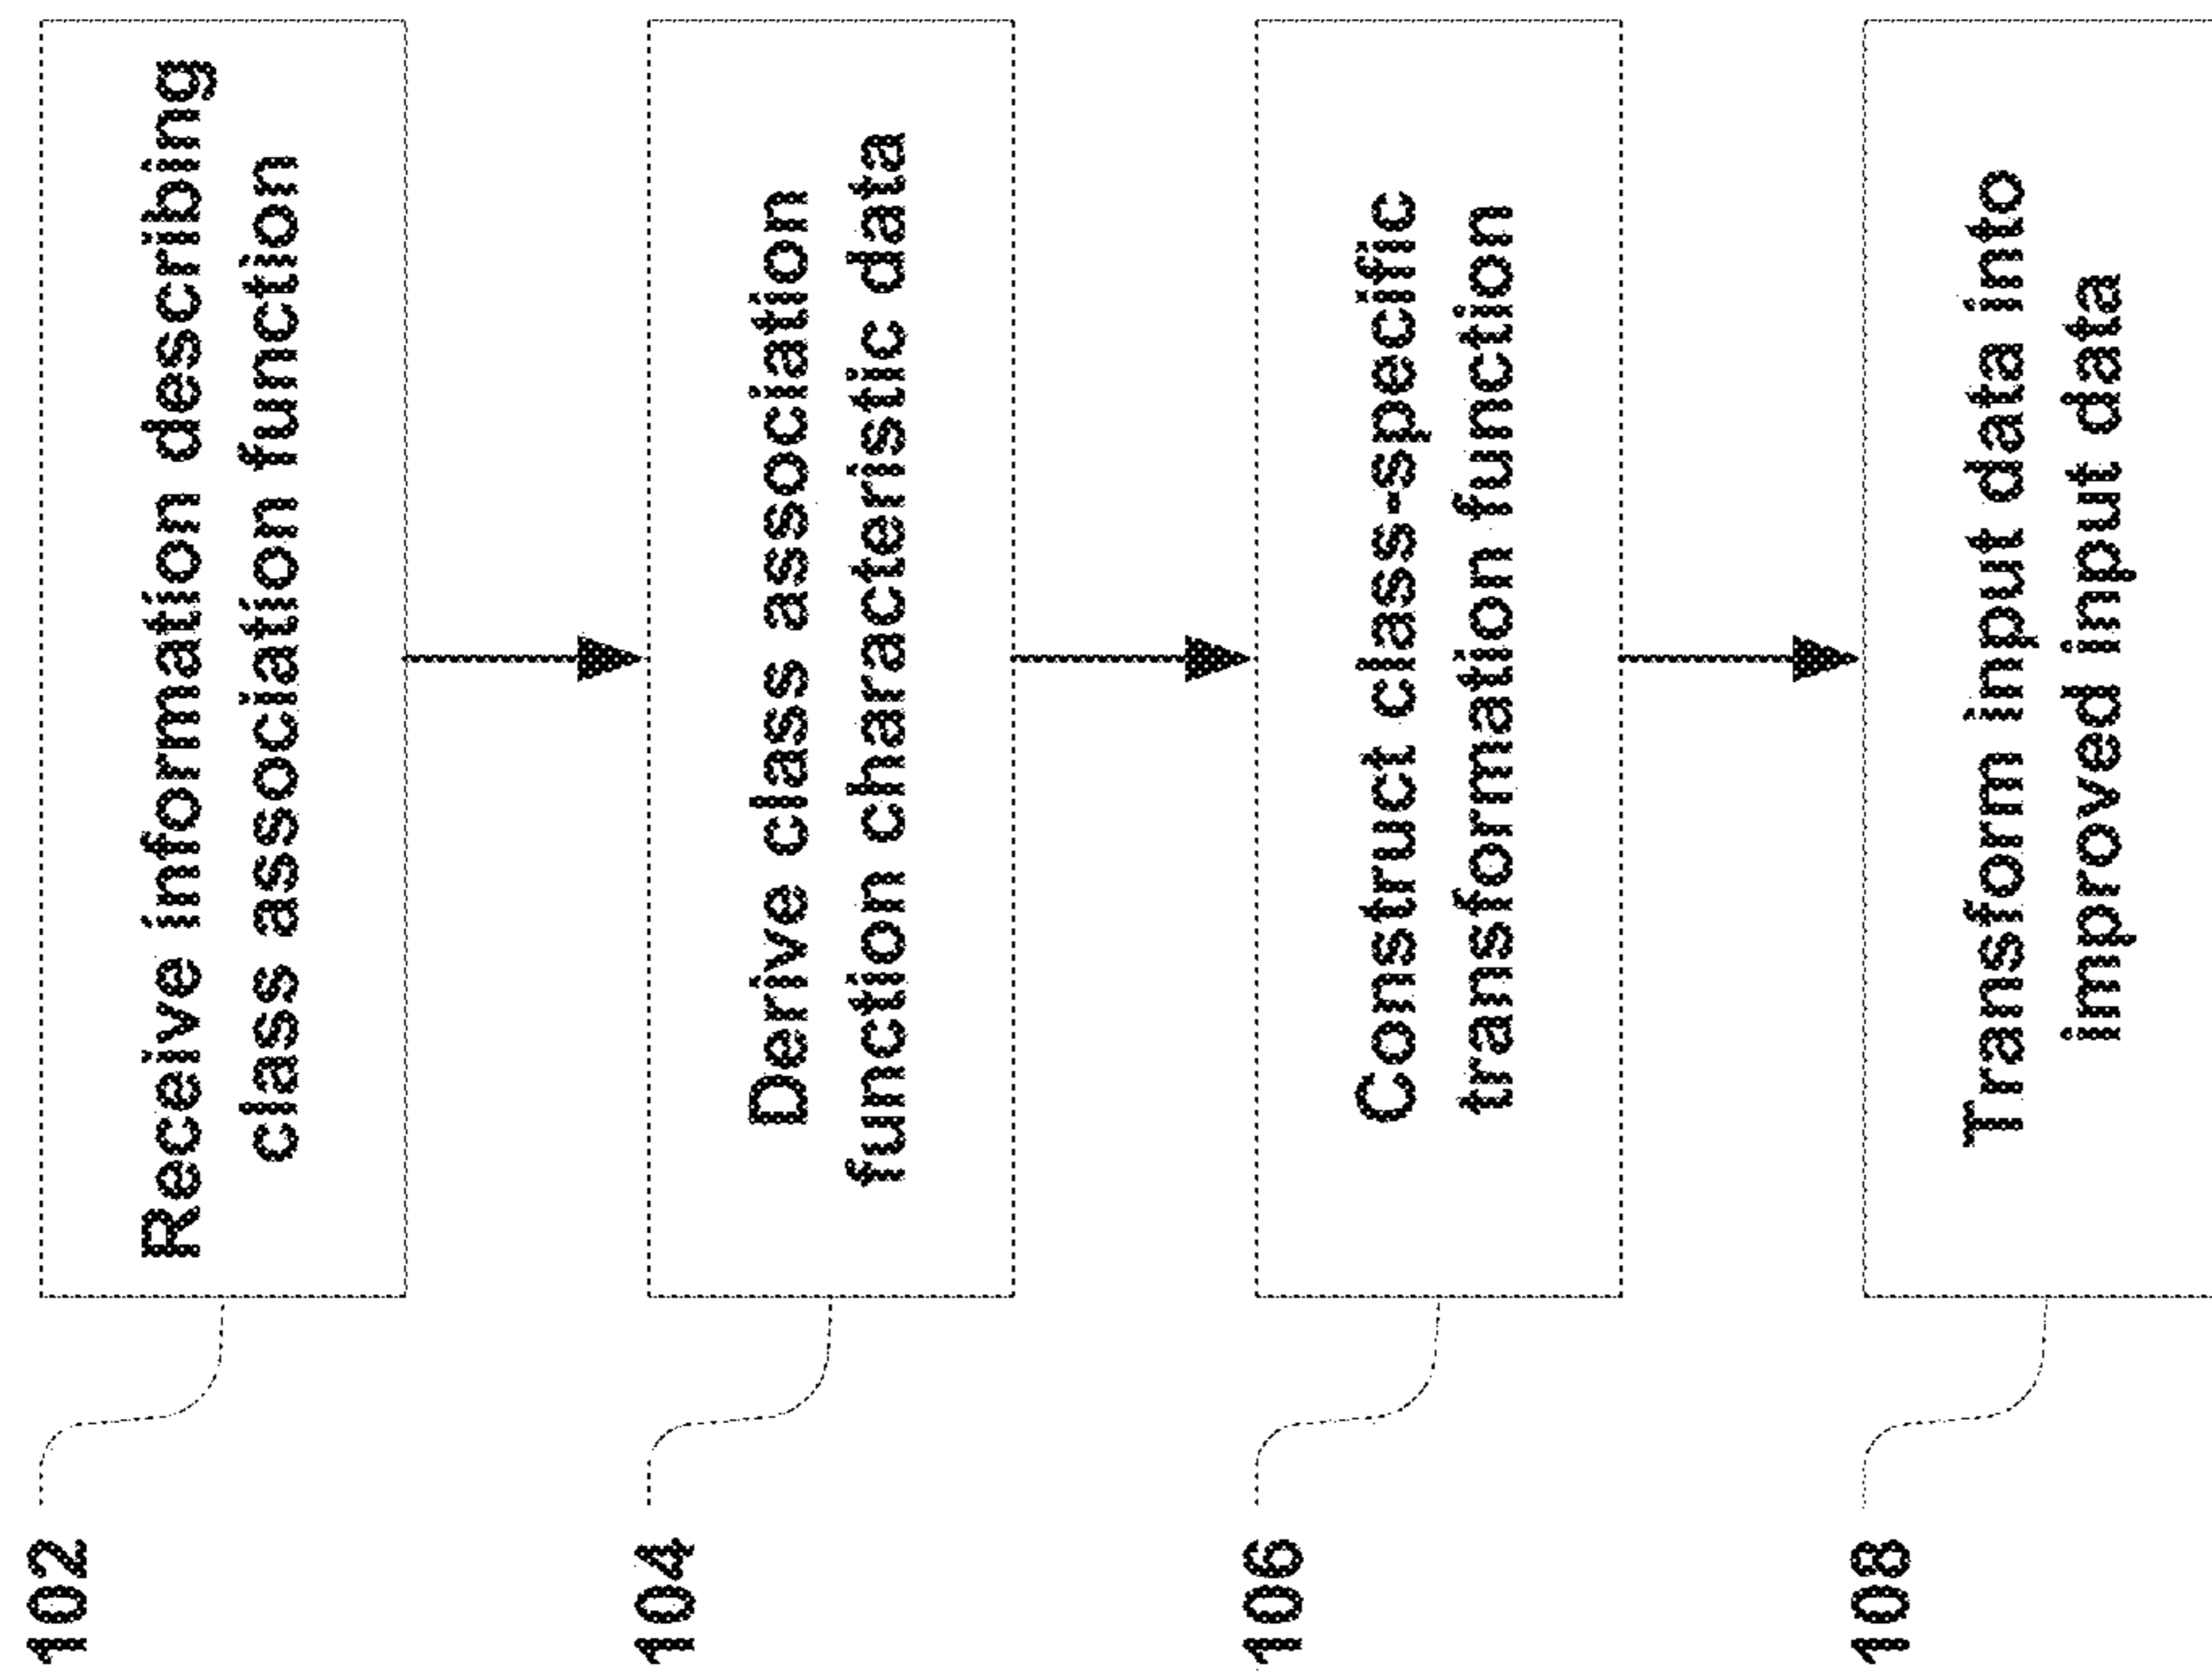 102
Receive information describing
class association function
104
Derive class association
function characteristic data
106
Construct class-specific
transformation function
108
Transform input data into
improved input data